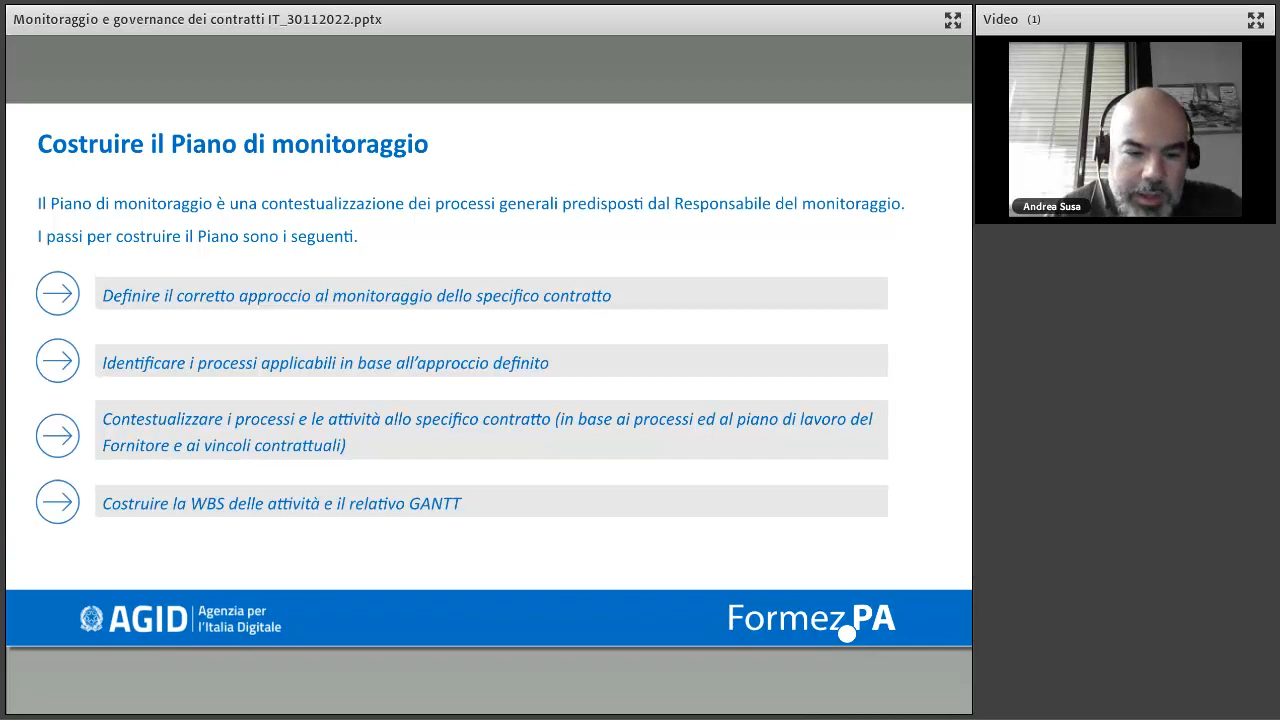 Monitoraggio e governance dei contratti IT_30112022.pptx
Video (1)
Andrea Susa
Costruire il Piano di monitoraggio
Il Piano di monitoraggio è una contestualizzazione dei processi generali predisposti dal Responsabile del monitoraggio.
I passi per costruire il Piano sono i seguenti.
Definire il corretto approccio al monitoraggio dello specifico contratto
Identificare i processi applicabili in base all'approccio definito
Contestualizzare i processi e le attività allo specifico contratto (in base ai processi ed al piano di lavoro del
Fornitore e ai vincoli contrattuali)
Costruire la WBS delle attività e il relativo GANTT
AGID
Agenzia per
l'Italia Digitale
Formez PA